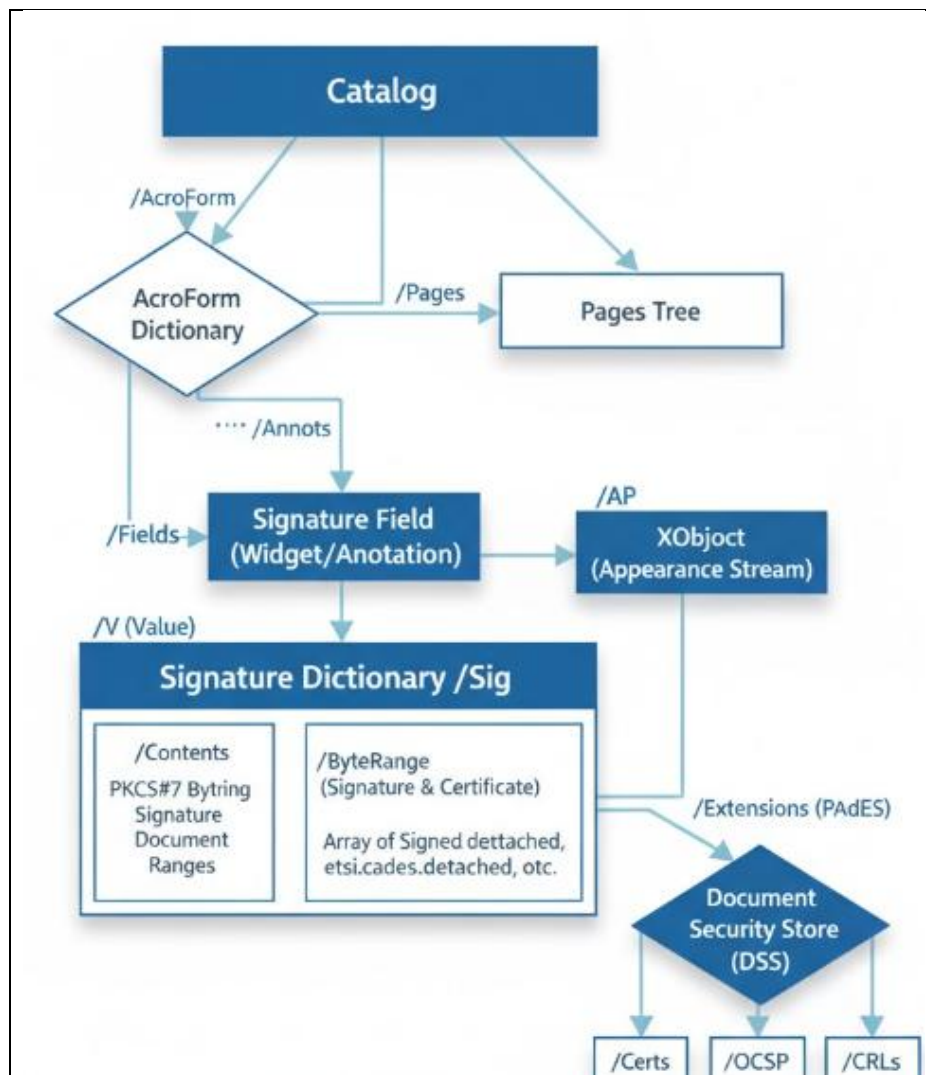 Catalog
/AcroForm
AcroForm
Dictionary
/Pages
Pages Tree
···· /Annots
/Fields
Signature Field
(Widget/Anotation)
/AP
XObjoct
(Appearance Stream)
/V (Value)
Signature Dictionary /Sig
/Contents
PKCS#7 Bytring
Signature
Document
Ranges
/ByteRange
(Signature & Certificate)
Array of Signed dettached,
etsi.cades.detached, otc.
/Extensions (PAdES)
Document
Security Store
(DSS)
/Certs
/OCSP
/CRLs